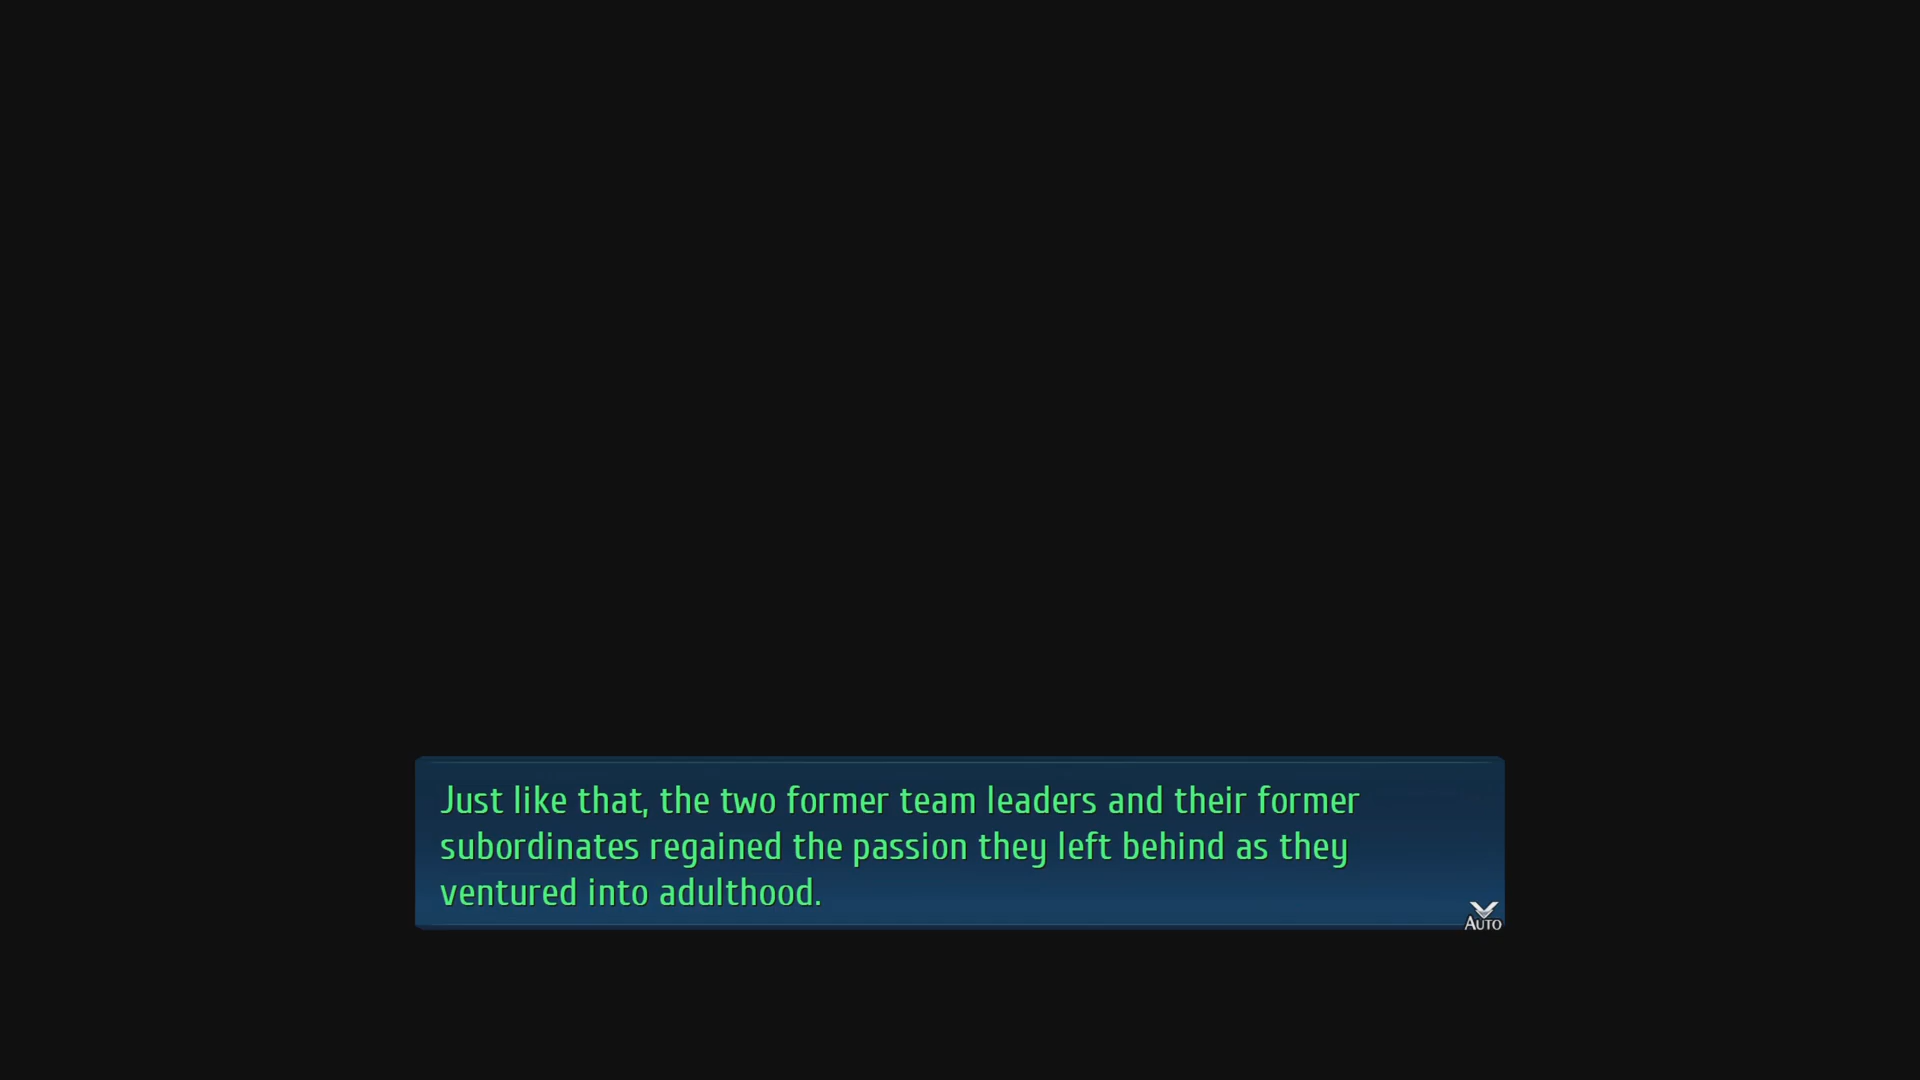 Just like that, the two former team leaders and their former
subordinates regained the passion they left behind as they
ventured into adulthood.
AUTO